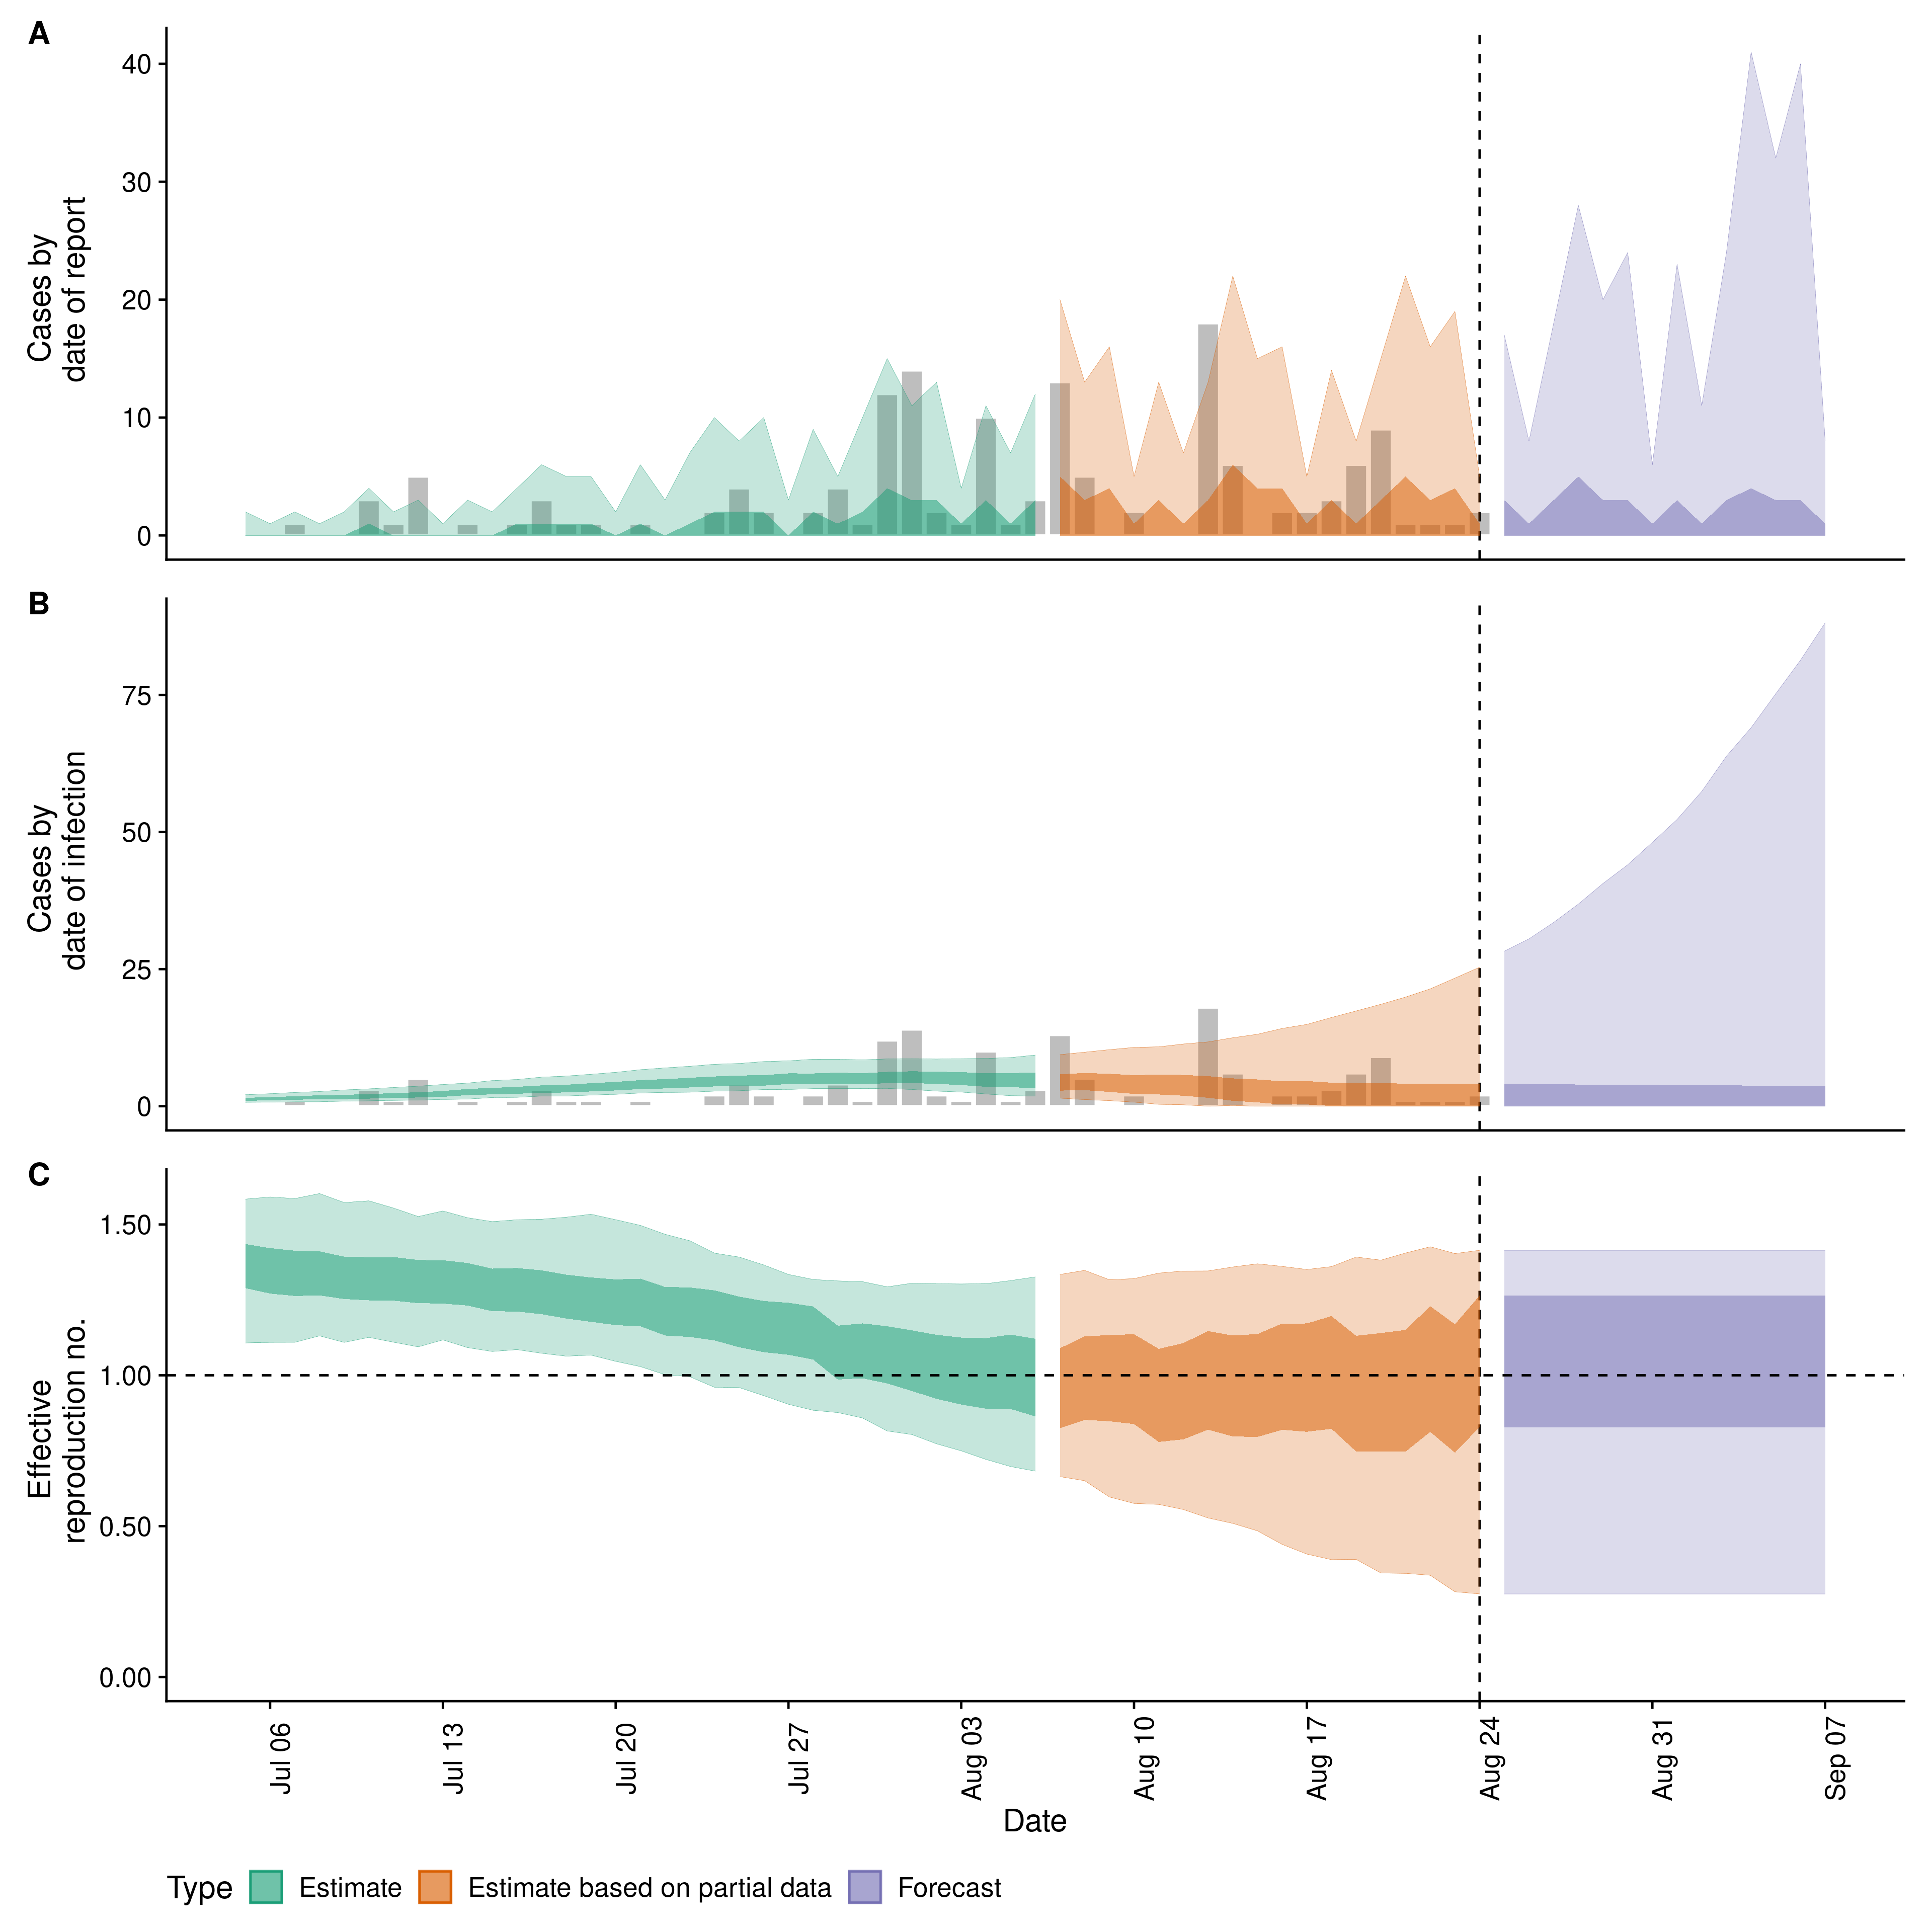 A
Cases by
date of report
40
30
20
10
0
B
Cases by
date of infection
75
50
25
0
C
Effective
reproduction no.
1.50
1.00
0.50
0.00
Jul 06
Jul 13
Jul 20
Jul 27
Aug 03
Aug 10
Aug 17
Aug 24
Aug 31
Sep 07
Date
Type Estimate Estimate based on partial data Forecast